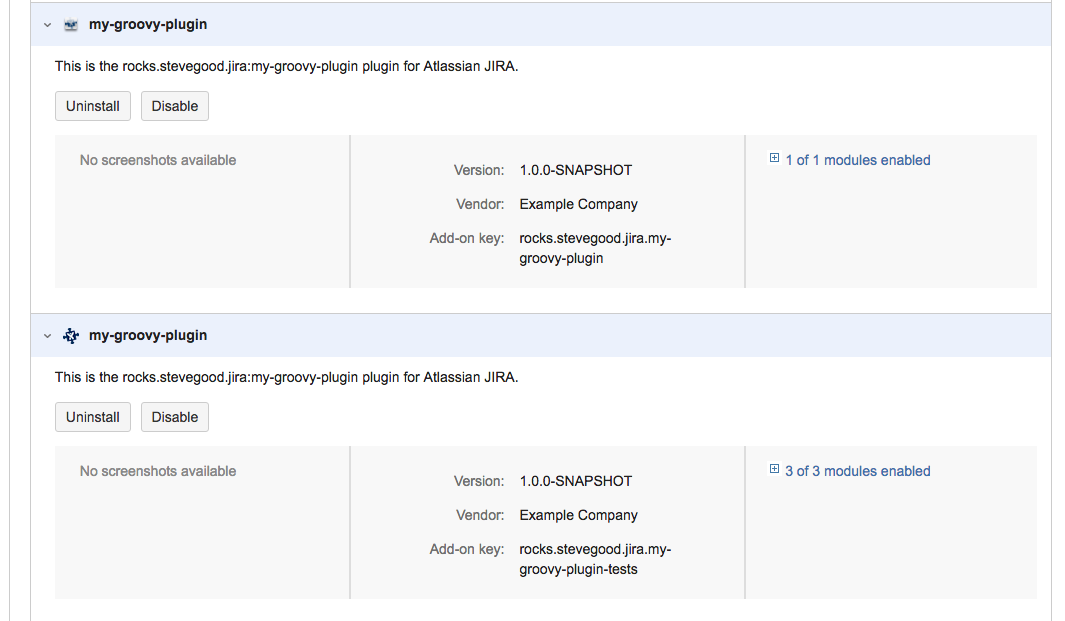 my-groovy-plugin
This is the rocks.stevegood.jira:my-groovy-plugin plugin for Atlassian JIRA.
Uninstall Disable
No screenshots available
Version: 1.0.0-SNAPSHOT
Vendor: Example Company
Add-on key: rocks.stevegood.jira.my-
groovy-plugin
1 of 1 modules enabled
my-groovy-plugin
This is the rocks.stevegood.jira:my-groovy-plugin plugin for Atlassian JIRA.
Uninstall Disable
No screenshots available
Version: 1.0.0-SNAPSHOT
Vendor: Example Company
Add-on key: rocks.stevegood.jira.my-
groovy-plugin-tests
3 of 3 modules enabled